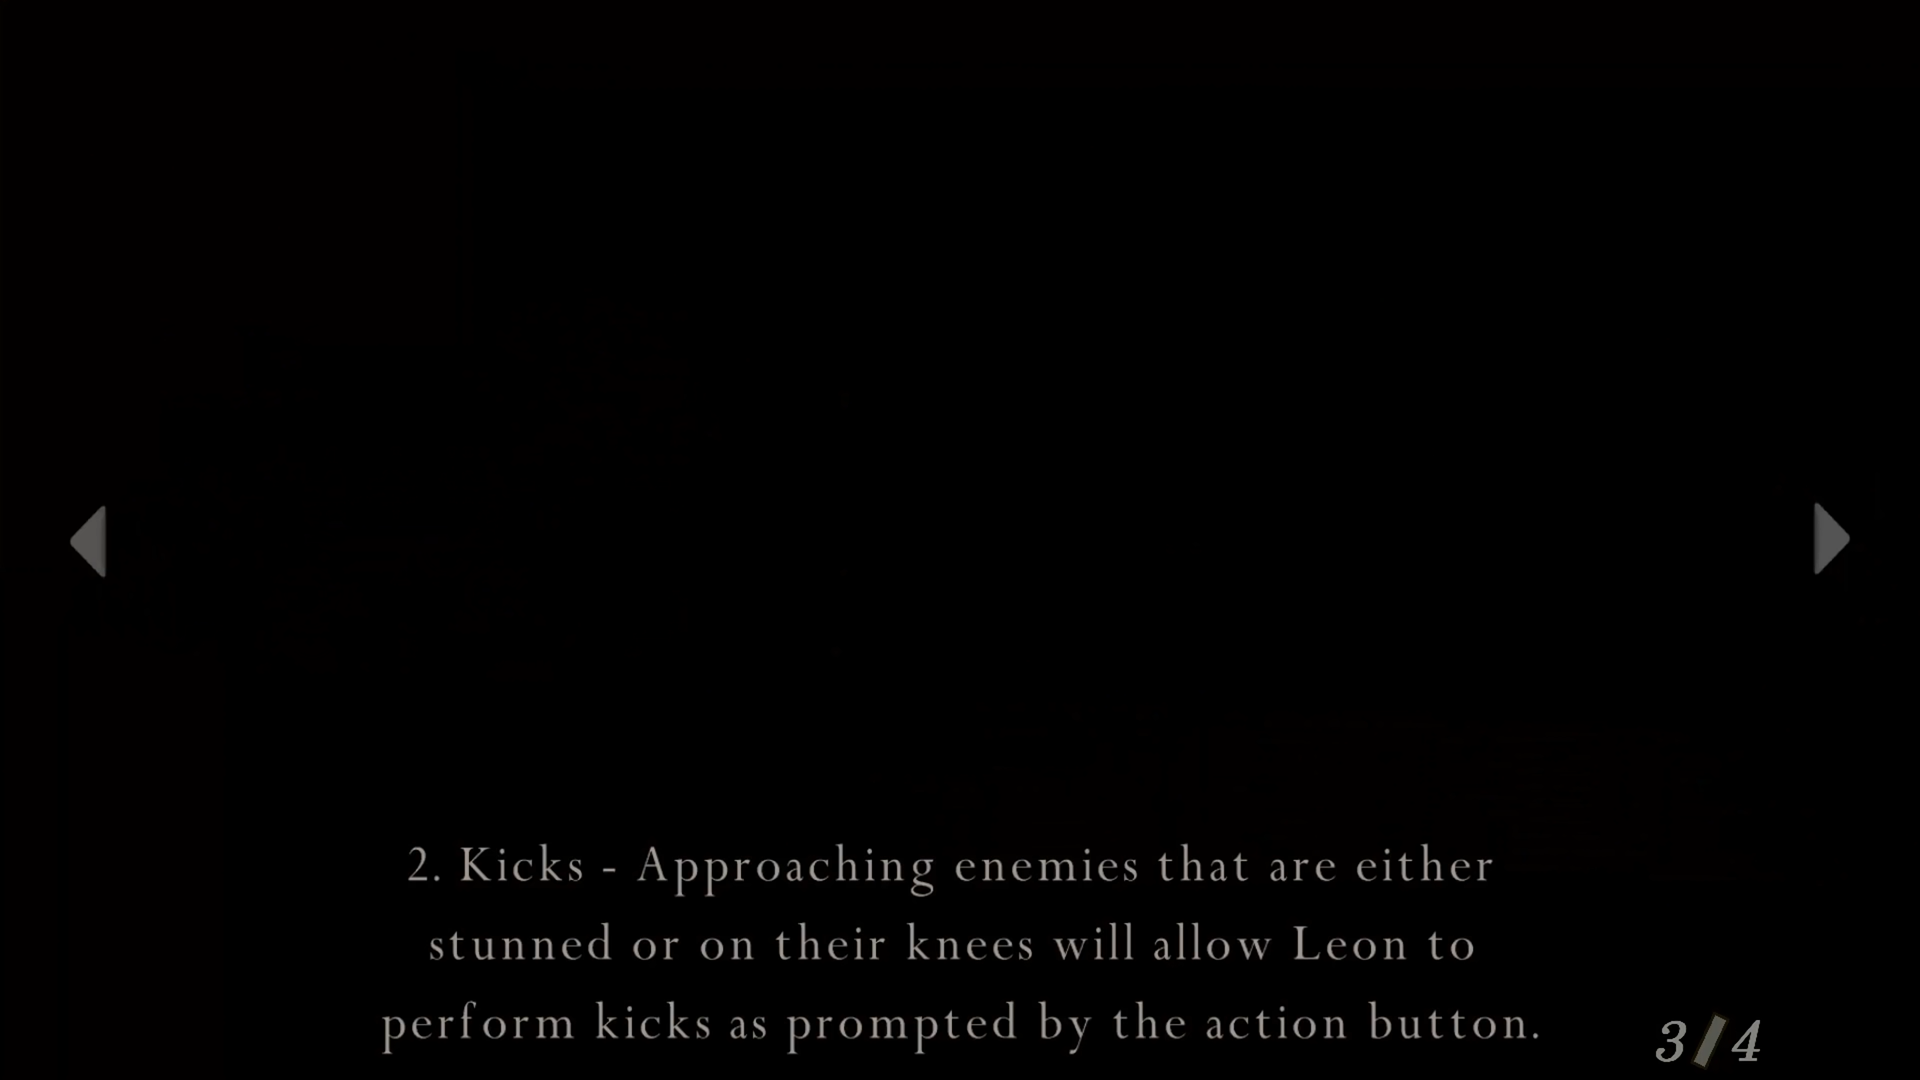 2. Kicks - Approaching enemies that are either
stunned or on their knees will allow Leon to
perform kicks as prompted by the action button.
3/4